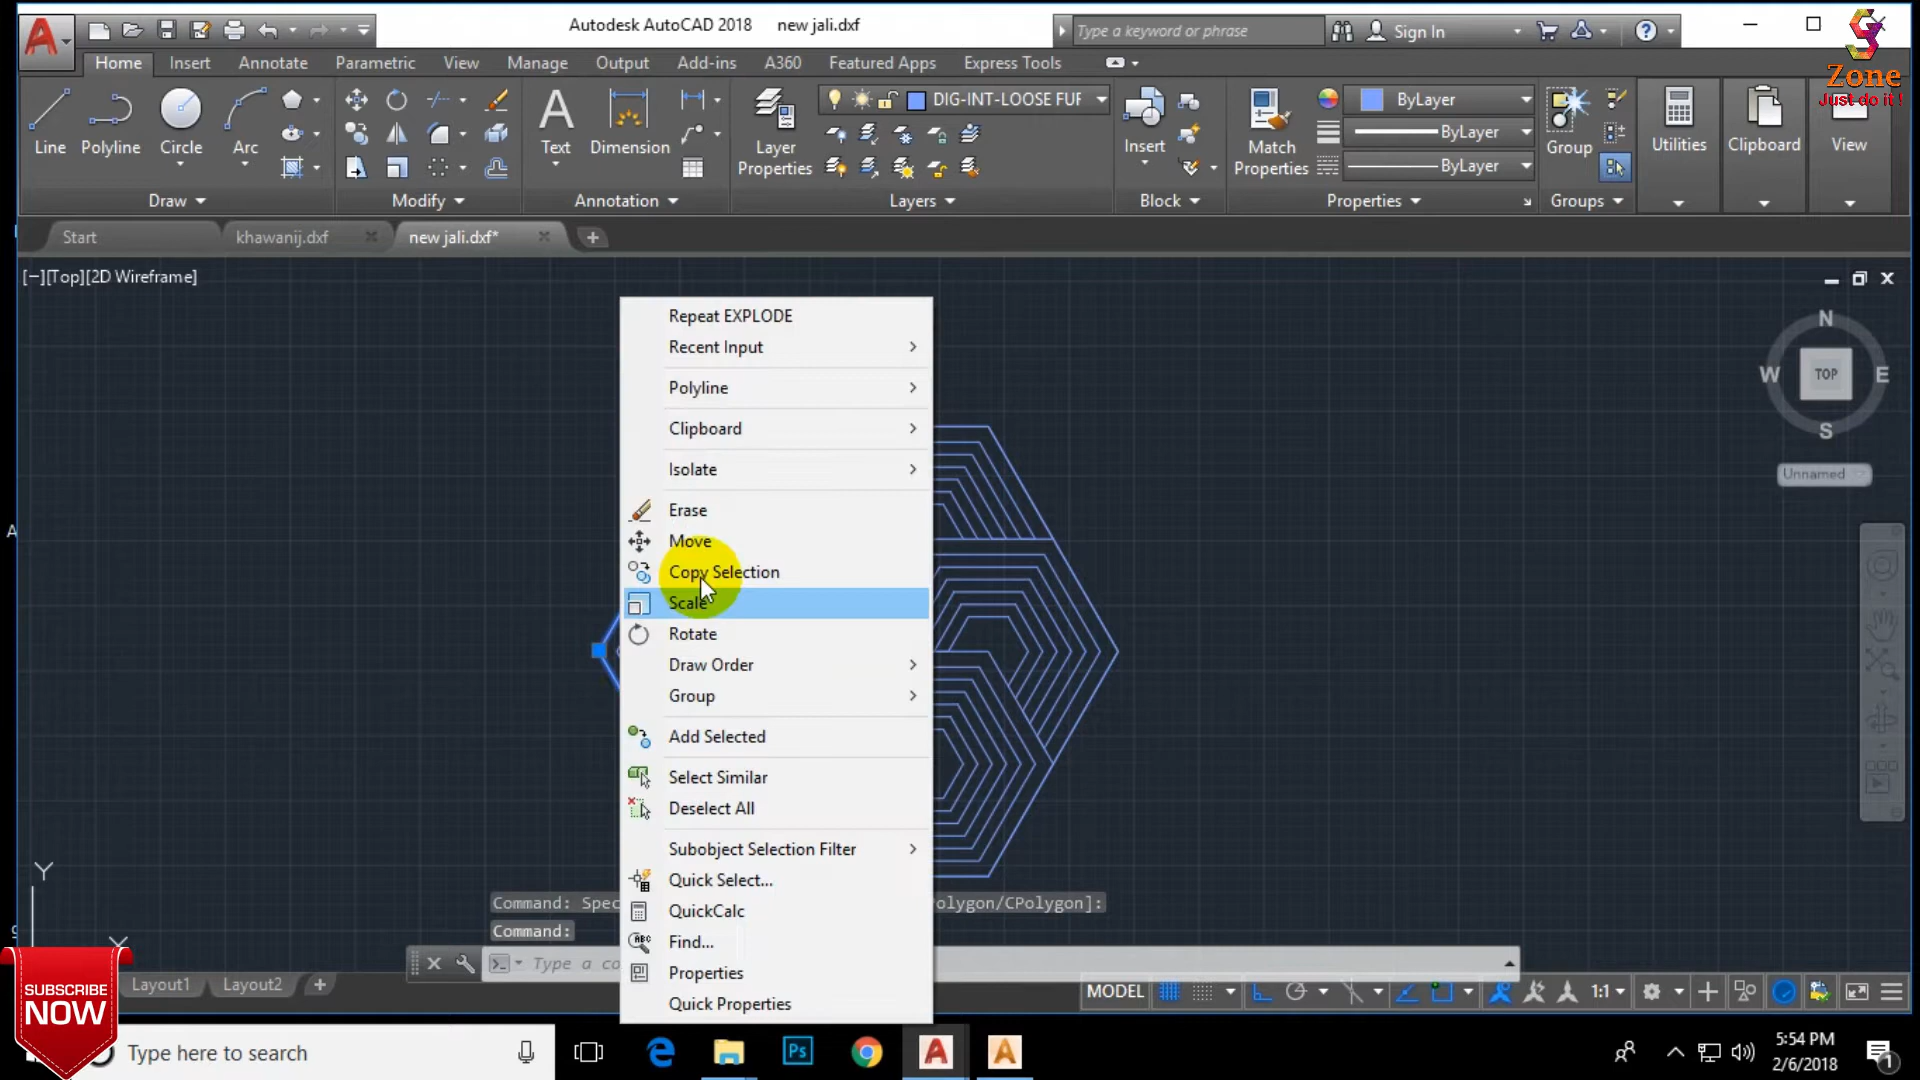 Autodesk AutoCAD 2018 new jali.dxf
Type a keyword or phrase
Sign In
Zone
Just do it !
Home Insert Annotate Parametric View Manage Output Add-ins A360 Featured Apps Express Tools
DIG-INT-LOOSE FUF
ByLayer
ByLayer
ByLayer
Line Polyline Circle Arc
Text Dimension
Layer Properties
Insert
Match Properties
Group
Utilities Clipboard View
Draw Modify Annotation Layers Block Properties Groups
Start khawanij.dxf new jali.dxf*
[−][Top][2D Wireframe]
N
W TOP E
S
Unnamed
Repeat EXPLODE
Recent Input
Polyline
Clipboard
Isolate
Erase
Move
Copy Selection
Scale
Rotate
Draw Order
Group
Add Selected
Select Similar
Deselect All
Subobject Selection Filter
Quick Select...
QuickCalc
Find...
Properties
Quick Properties
Y
X
Command: Spec
olygon/CPolygon]:
Command:
Type a co
Layout1 Layout2
MODEL
1:1
SUBSCRIBE
NOW
Type here to search
Ps
5:54 PM
2/6/2018
1